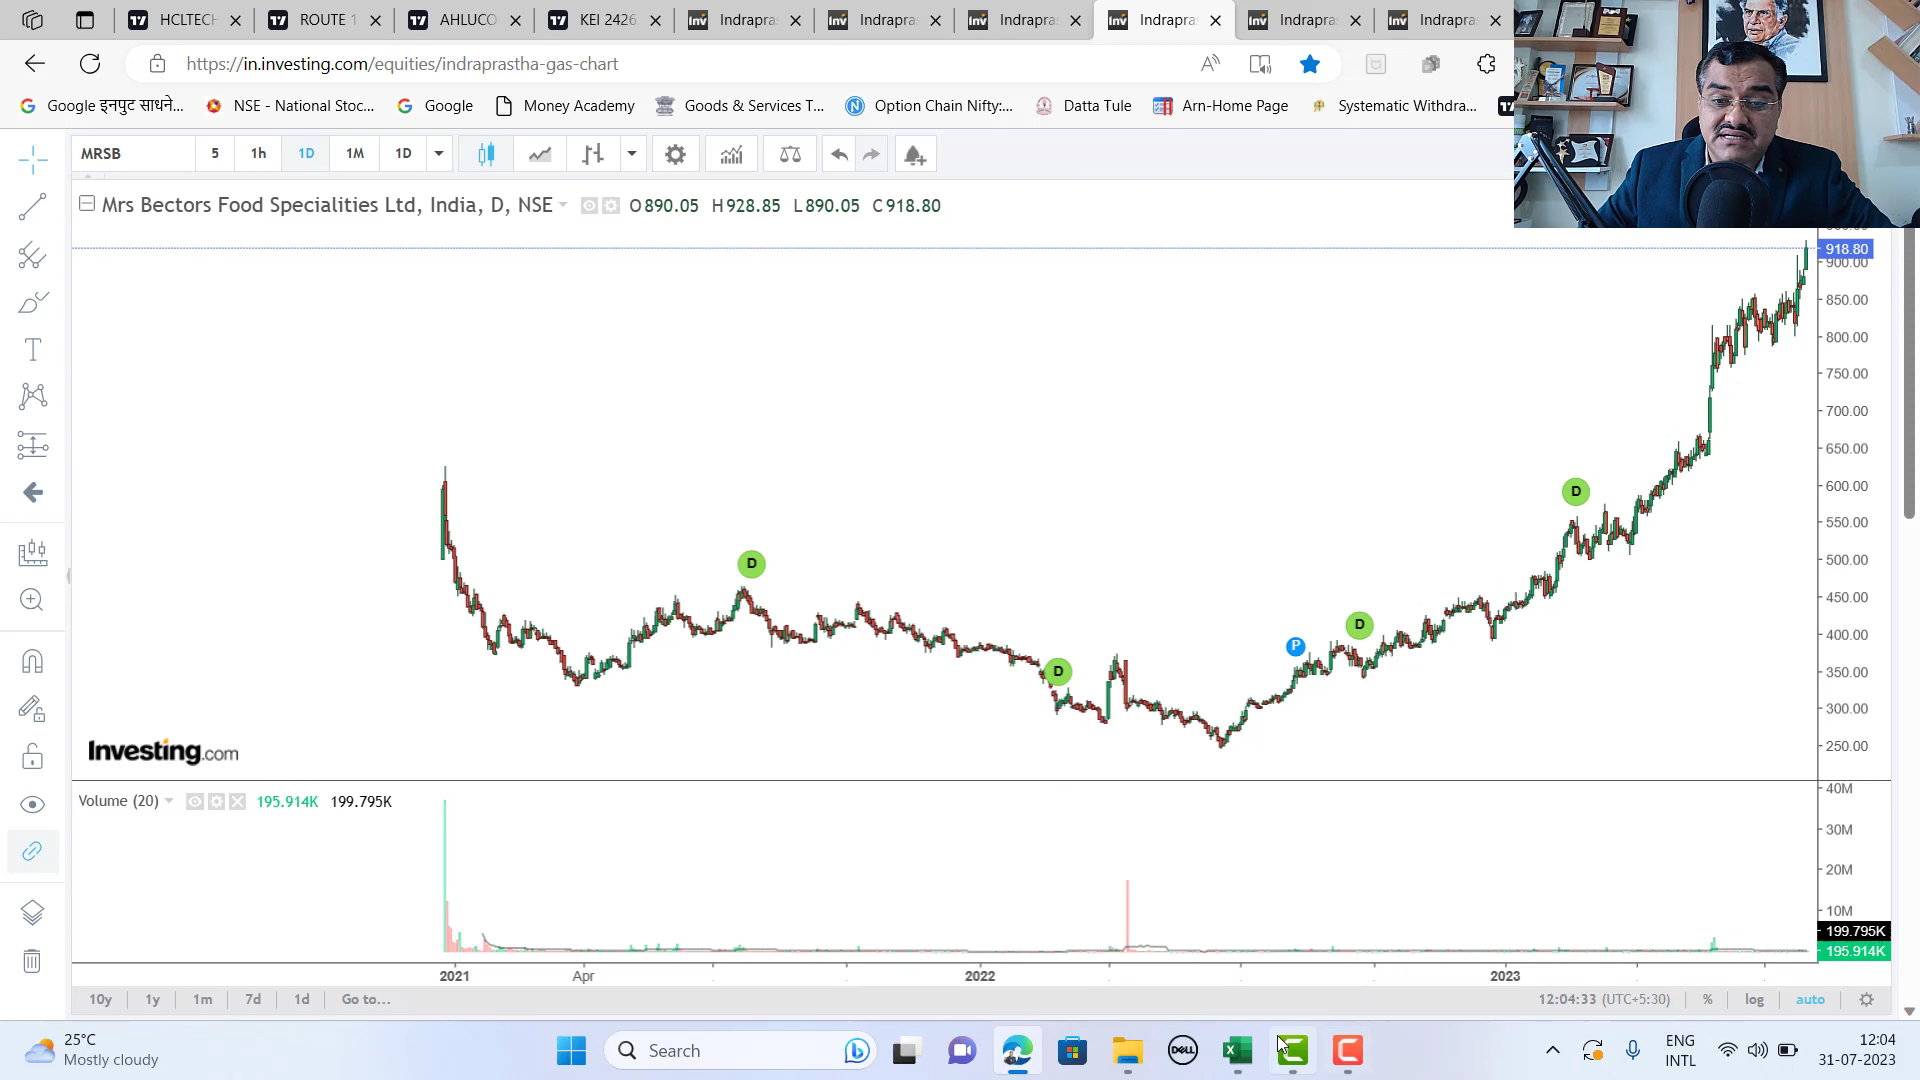 HCLTECH
ROUTE 1
AHLUCO
KEI 2426
Indrapra
Indrapra
Indrapra
Indrapra
Indrapra
Indrapra
https://in.investing.com/equities/indraprastha-gas-chart
Google इनपुट साधने...
NSE - National Stoc...
Google
Money Academy
Goods & Services T...
Option Chain Nifty:...
Datta Tule
Arn-Home Page
Systematic Withdra...
MRSB
5
1h
1D
1M
1D
Mrs Bectors Food Specialities Ltd, India, D, NSE
O890.05 H928.85 L890.05 C918.80
918.80
900.00
850.00
800.00
750.00
700.00
650.00
600.00
550.00
500.00
450.00
400.00
350.00
300.00
250.00
D
D
D
D
P
Investing.com
Volume (20)
195.914K
199.795K
40M
30M
20M
10M
199.795K
195.914K
2021
Apr
2022
2023
10y
1y
1m
7d
1d
Go to...
12:04:33 (UTC+5:30)
%
log
auto
25°C
Mostly cloudy
Search
DELL
ENG
INTL
12:04
31-07-2023